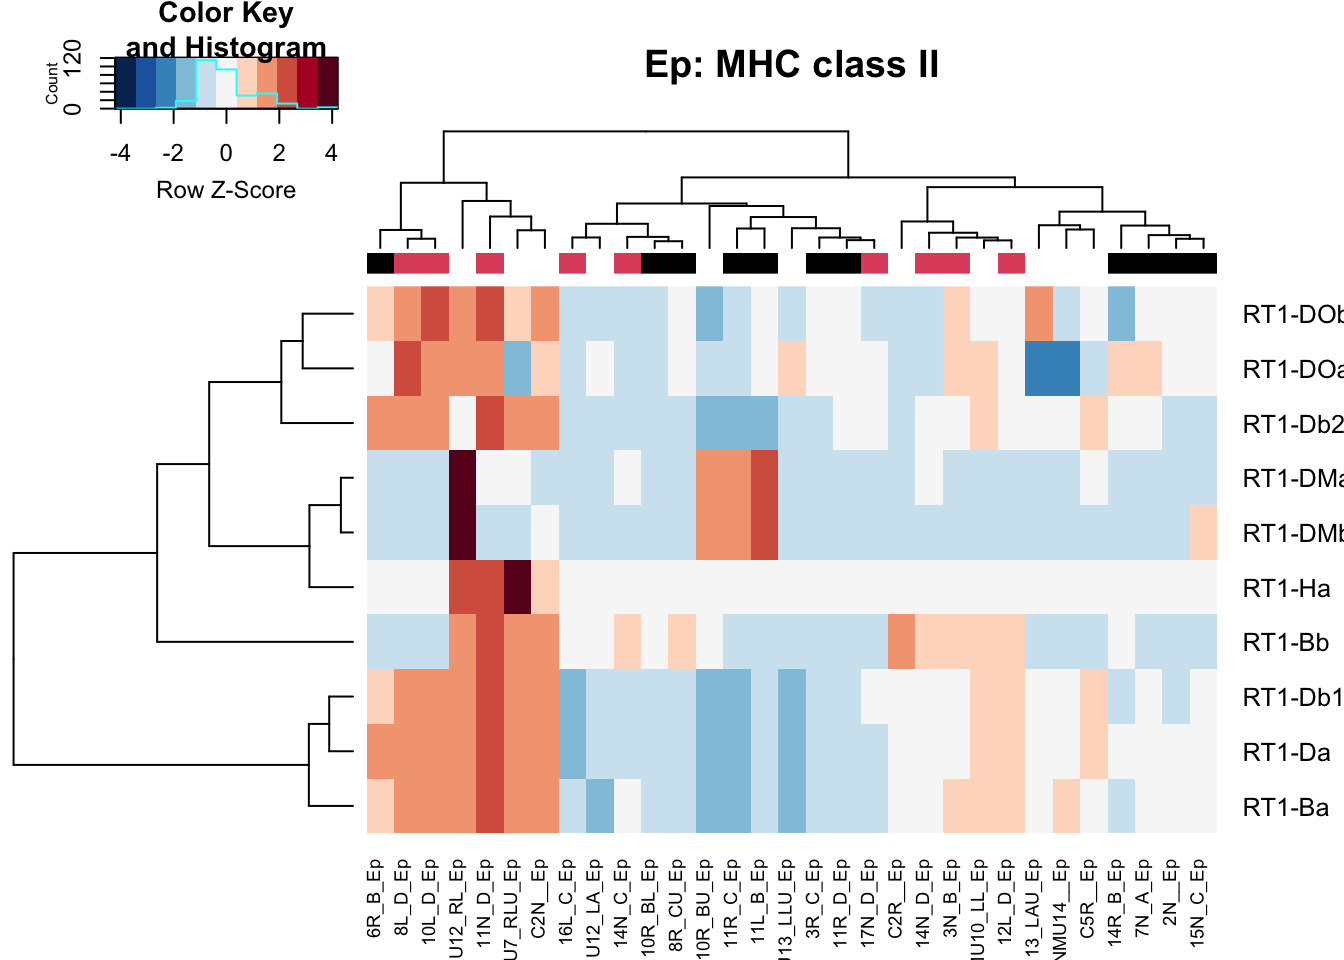 Color Key
and Histogram
Count
0 120
-4 -2 0 2 4
Row Z-Score
Ep: MHC class II
RT1-DOb
RT1-DOa
RT1-Db2
RT1-DMa
RT1-DMb
RT1-Ha
RT1-Bb
RT1-Db1
RT1-Da
RT1-Ba
6R_B_Ep
8L_D_Ep
10L_D_Ep
U12_RL_Ep
11N_D_Ep
U7_RLU_Ep
C2N__Ep
16L_C_Ep
U12_LA_Ep
14N_C_Ep
10R_BL_Ep
8R_CU_Ep
10R_BU_Ep
11R_C_Ep
11L_B_Ep
U13_LLU_Ep
3R_C_Ep
11R_D_Ep
17N_D_Ep
C2R__Ep
14N_D_Ep
3N_B_Ep
MU10_LL_Ep
12L_D_Ep
13_LAU_Ep
NMU14__Ep
C5R__Ep
14R_B_Ep
7N_A_Ep
2N__Ep
15N_C_Ep